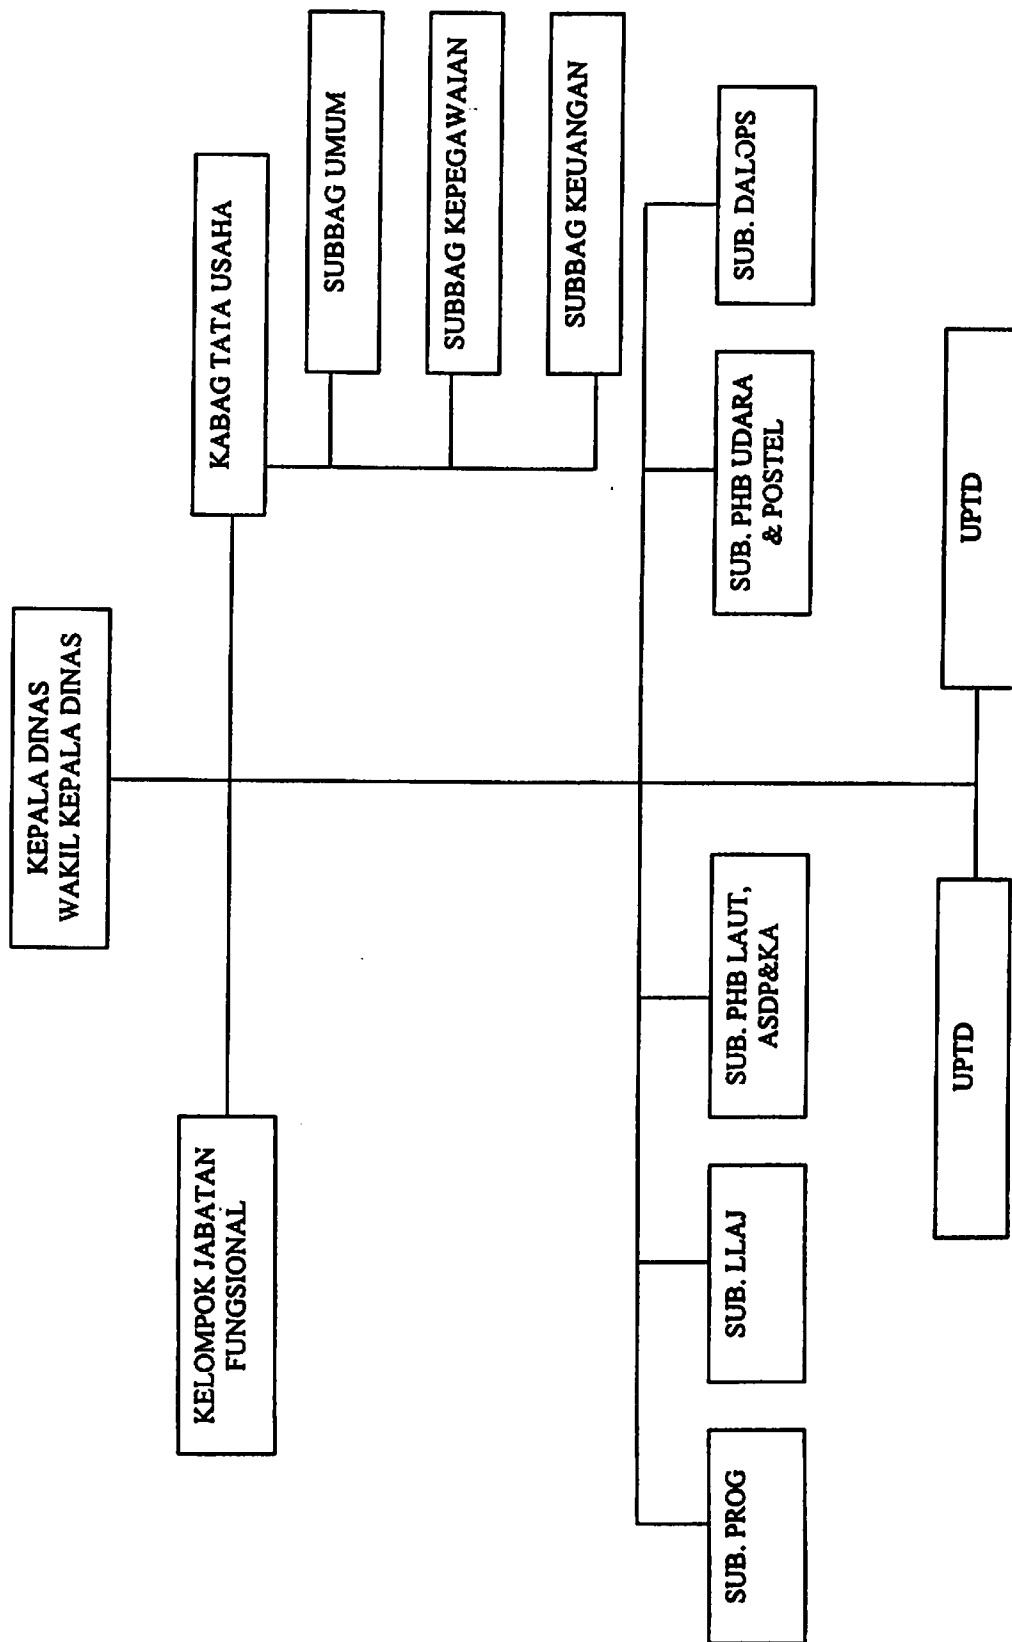 KEPALA DINAS
WAKIL KEPALA DINAS
KELOMPOK JABATAN
FUNGSIONAL
KABAG TATA USAHA
SUBBAG UMUM
SUBBAG KEPEGAWAIAN
SUBBAG KEUANGAN
SUB. PROG
SUB. LLAJ
SUB. PHB LAUT,
ASDP&KA
SUB. PHB UDARA
& POSTEL
SUB. DALOPS
UPTD
UPTD